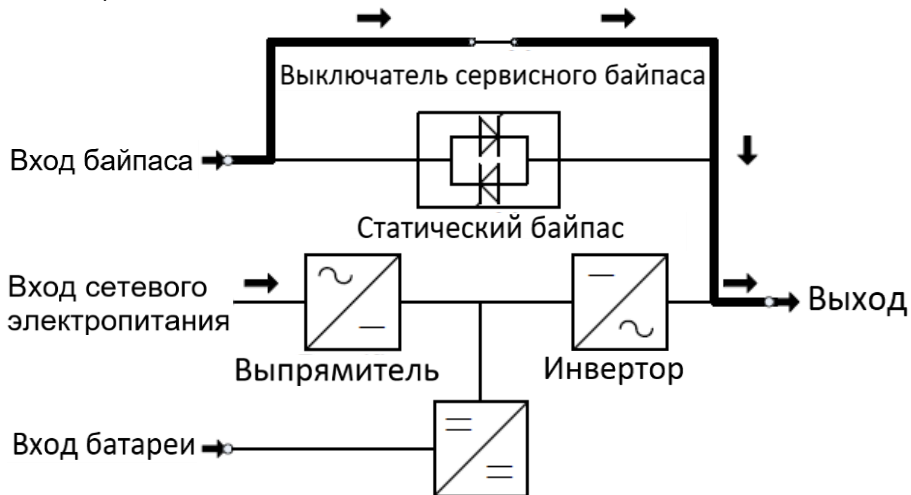 Выключатель сервисного байпаса
Вход байпаса
Статический байпас
Вход сетевого
электропитания
Выход
Выпрямитель
Инвертор
Вход батареи